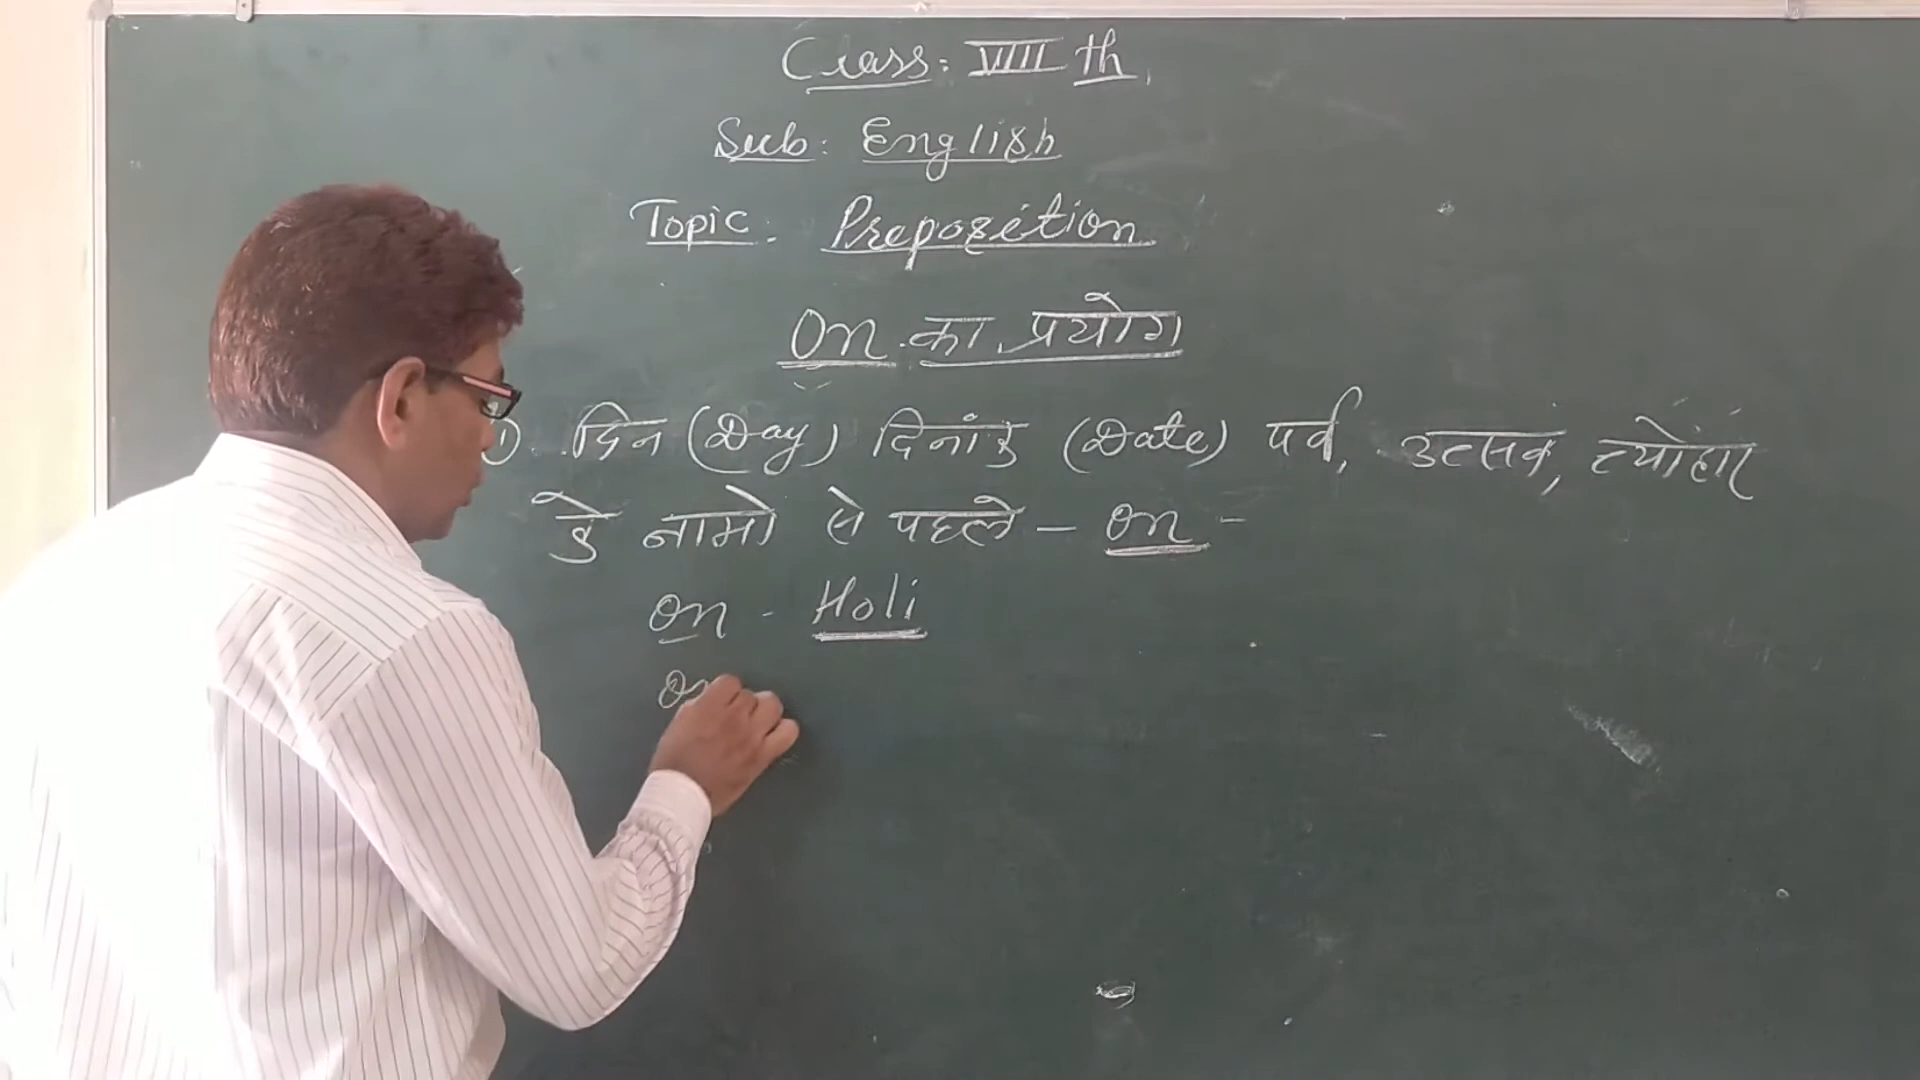 Class: VIII th.
Sub: English
Topic: Preposition
On का प्रयोग
1). दिन (Day) दिनांक (Date) पर्व, उत्सव, त्योंहार
के नामो से पहले - on -
on - Holi
on